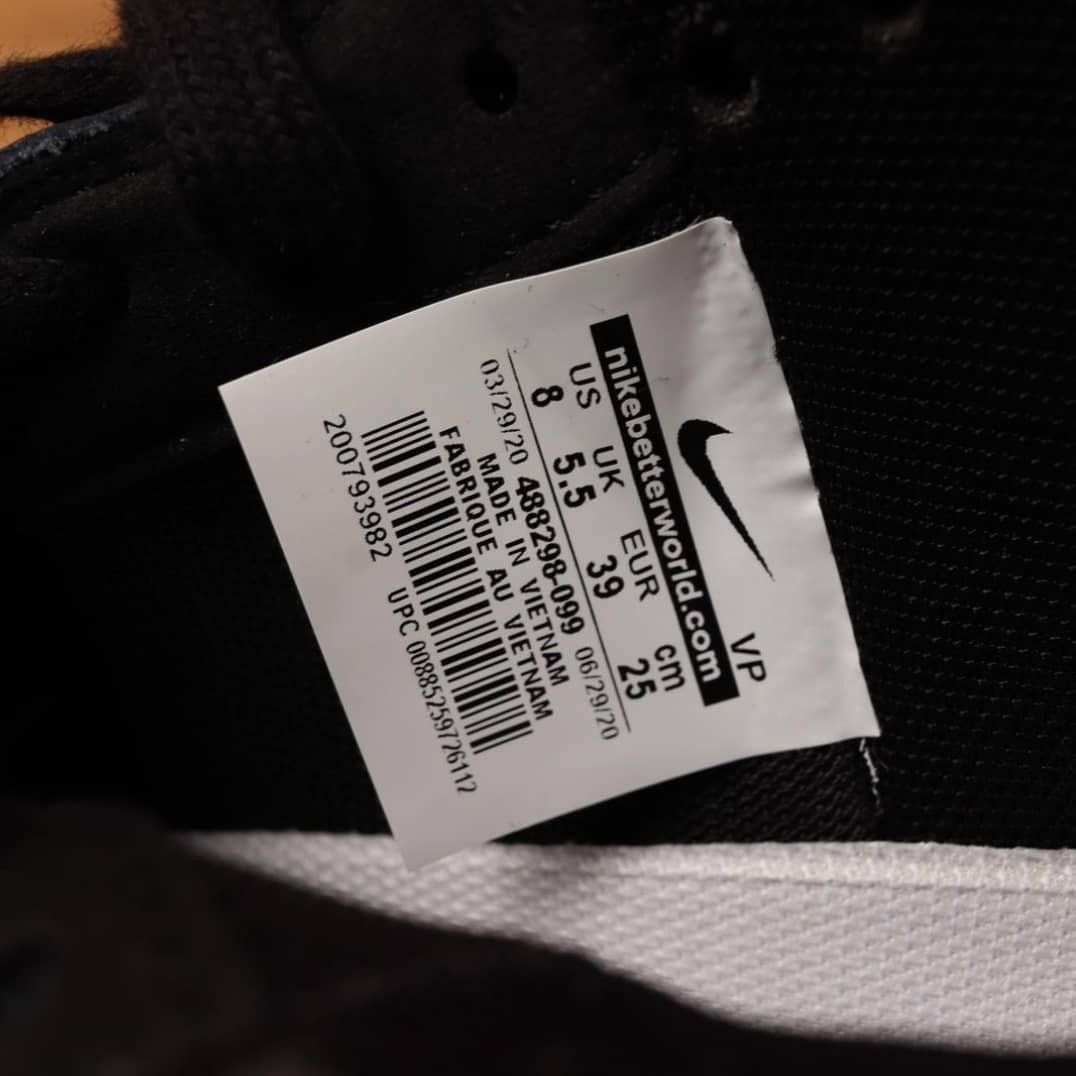 VP
nikebetterworld.com
US UK EUR cm
8 5.5 39 25
03/29/20 488298-099 06/29/20
MADE IN VIETNAM
FABRIQUE AU VIETNAM
200793982 UPC 00885259726112